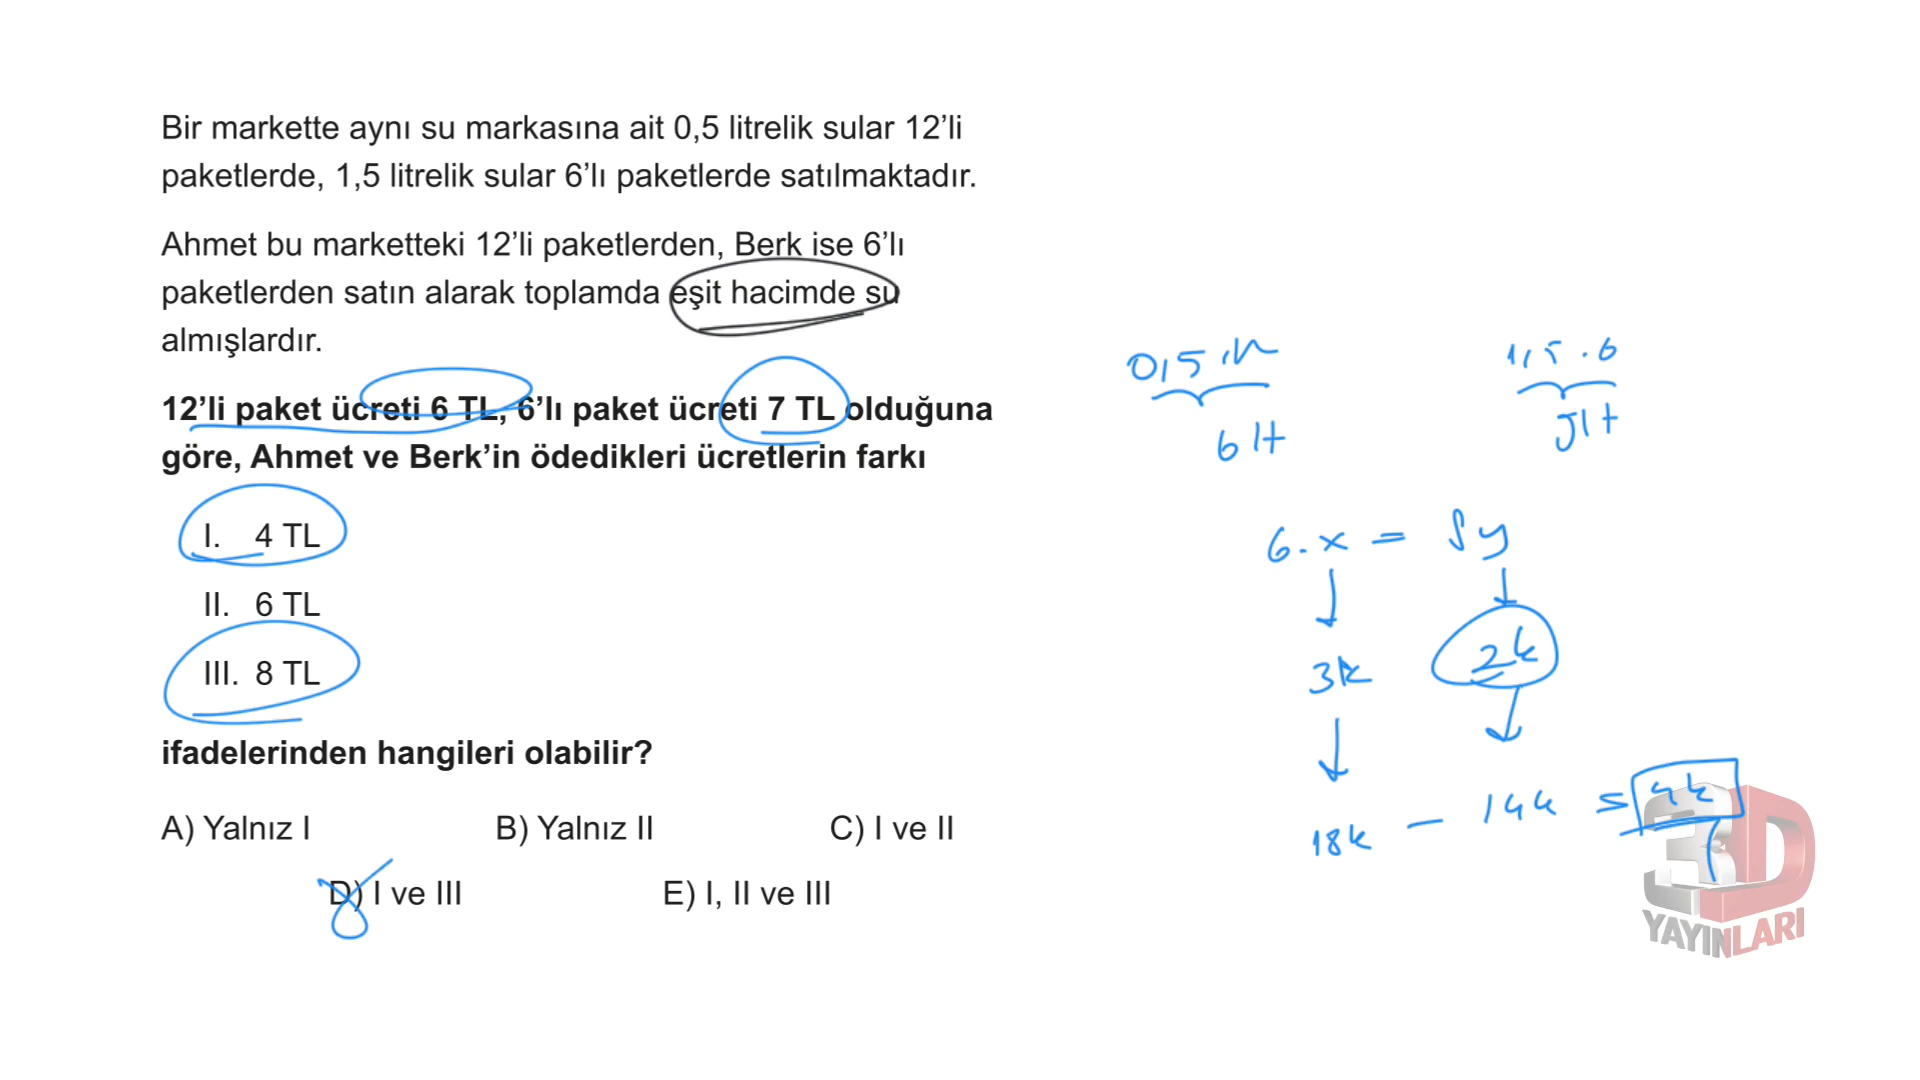 Bir markette aynı su markasına ait 0,5 litrelik sular 12’li
paketlerde, 1,5 litrelik sular 6’lı paketlerde satılmaktadır.
Ahmet bu marketteki 12’li paketlerden, Berk ise 6’lı
paketlerden satın alarak toplamda eşit hacimde su
almışlardır.
12’li paket ücreti 6 TL, 6’lı paket ücreti 7 TL olduğuna
göre, Ahmet ve Berk’in ödedikleri ücretlerin farkı
I. 4 TL
II. 6 TL
III. 8 TL
ifadelerinden hangileri olabilir?
A) Yalnız I B) Yalnız II C) I ve II
D) I ve III E) I, II ve III
0,5 . 12 1,5 . 6
6 lt 9 lt
6 . x = 9y
3k 2k
18k - 14k = 4k
3D
YAYINLARI